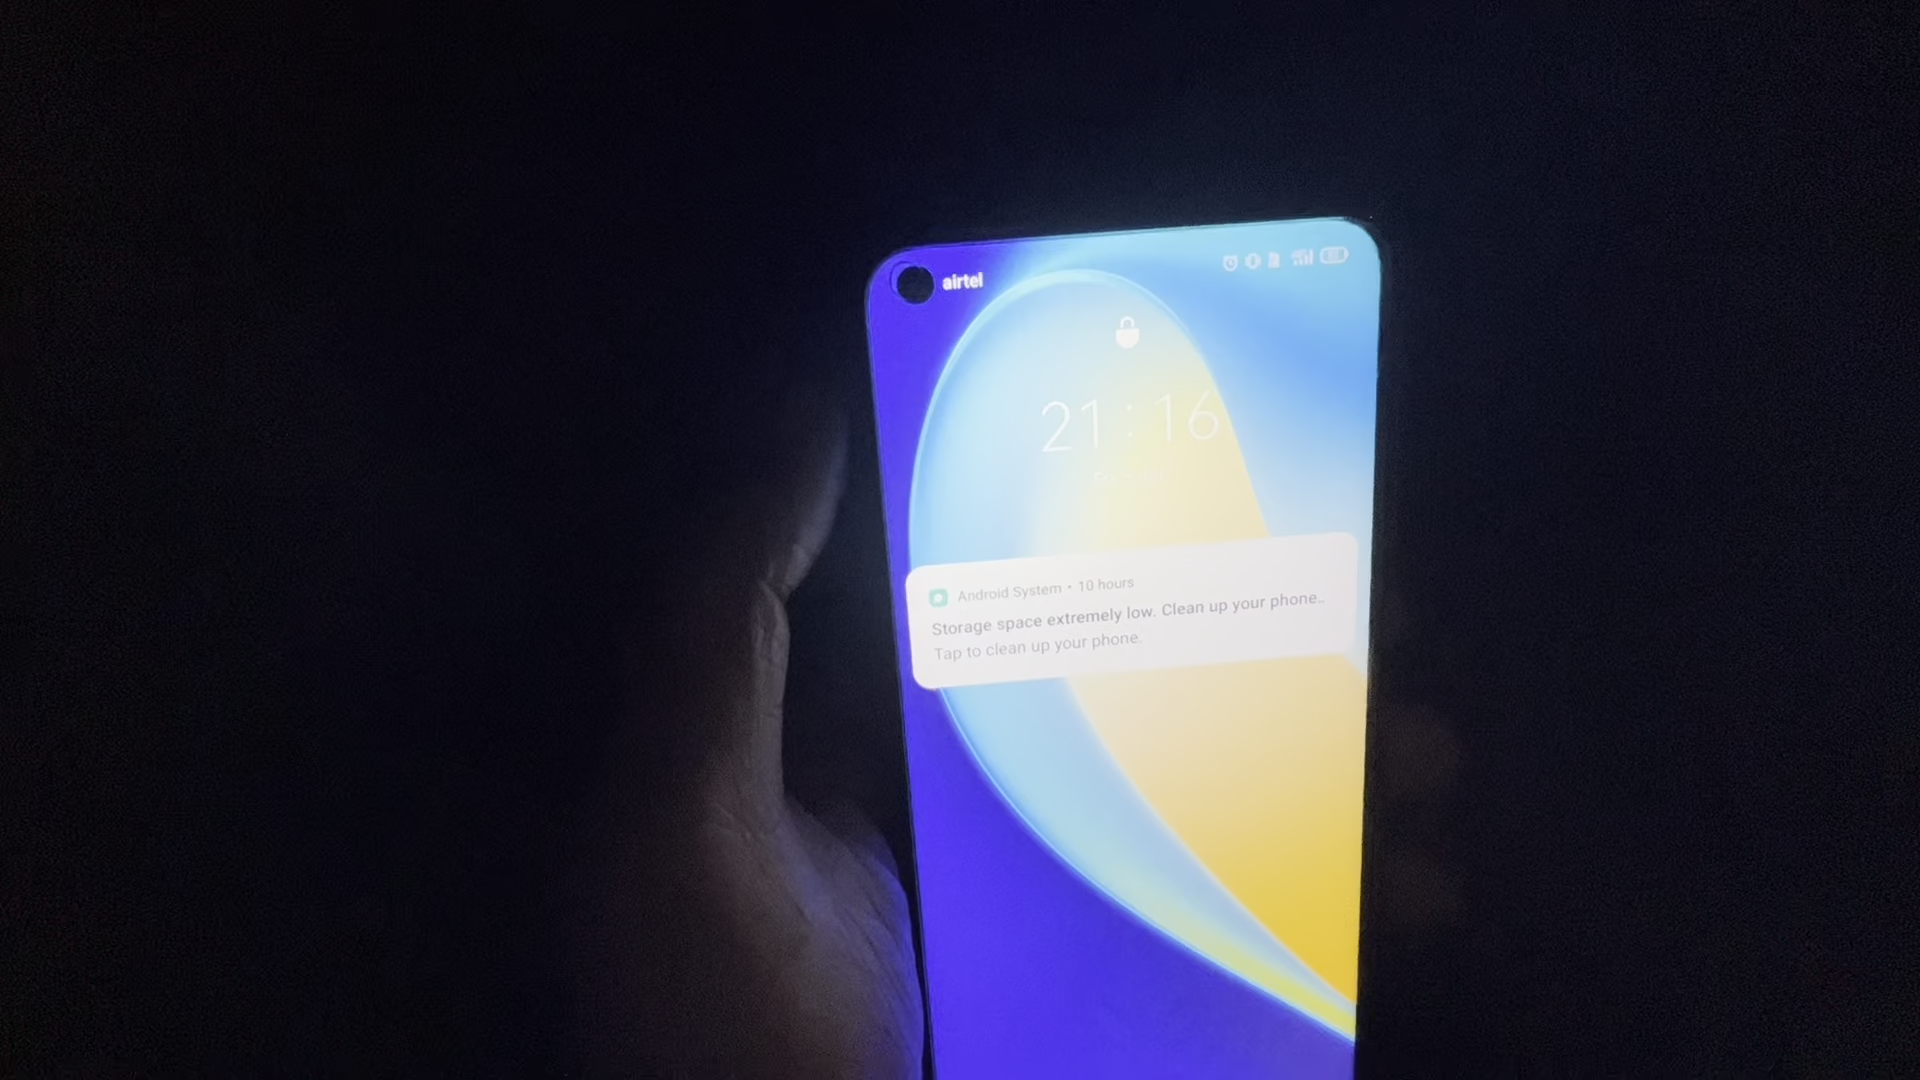 airtel
21:16
Android System • 10 hours
Storage space extremely low. Clean up your phone..
Tap to clean up your phone.